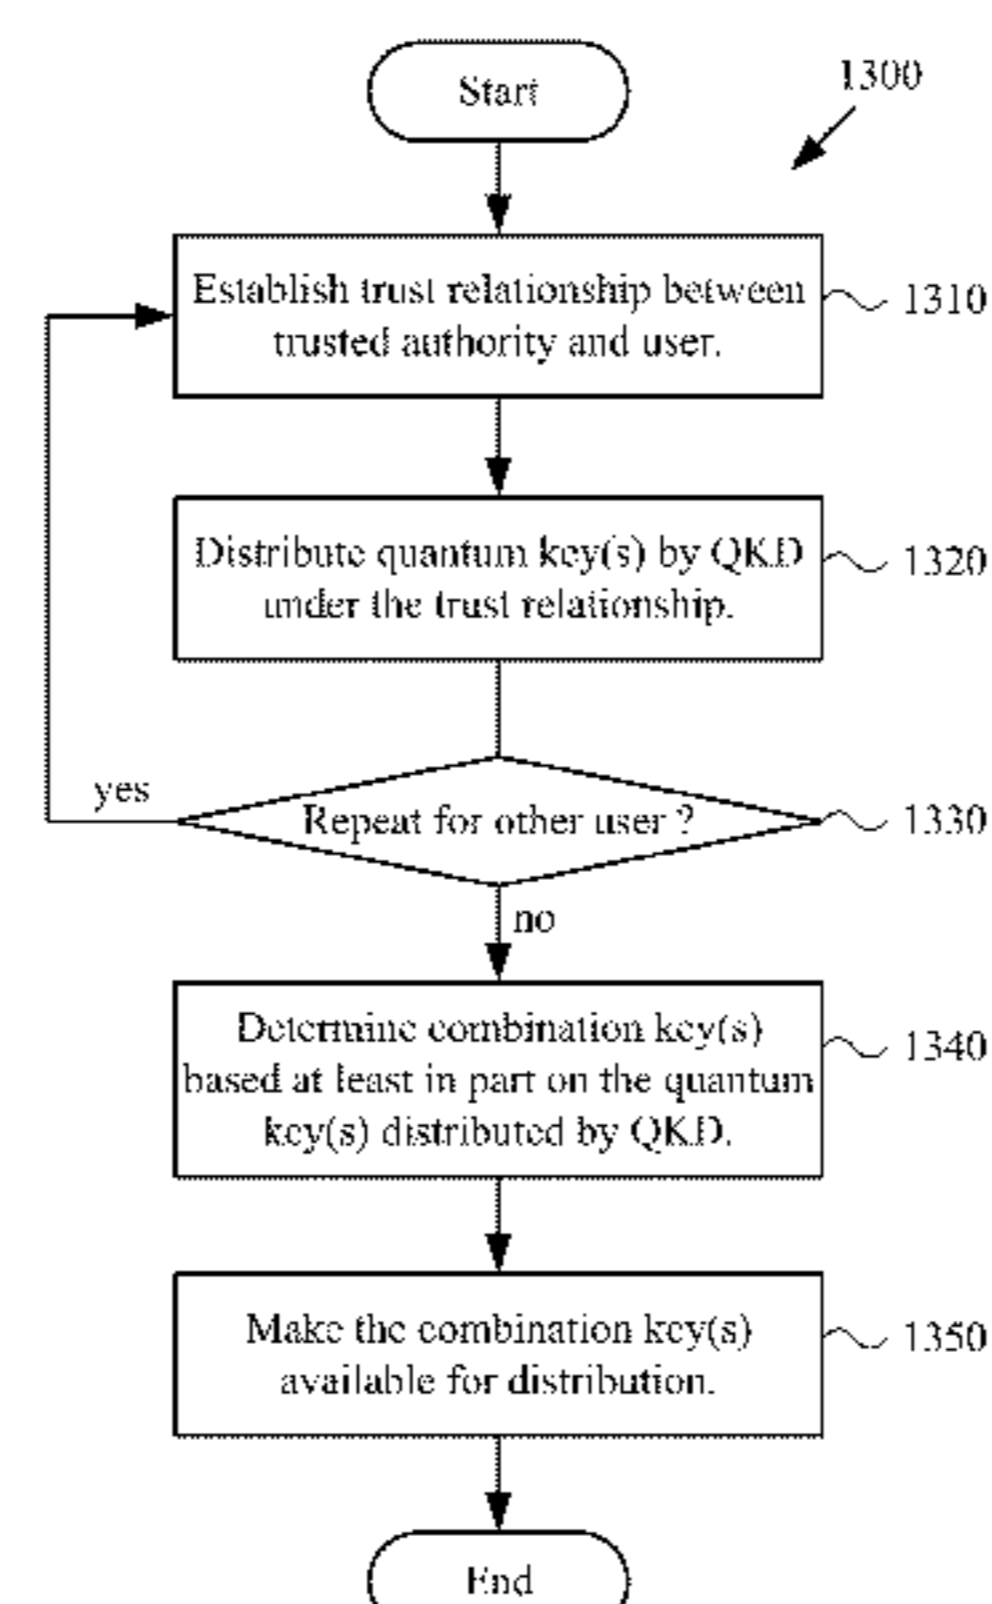 Start
1300
Establish trust relationship between
trusted authority and user.
1310
Distribute quantum key(s) by QKD
under the trust relationship.
1320
yes
Repeat for other user ?
1330
no
Determine combination key(s)
based at least in part on the quantum
key(s) distributed by QKD.
1340
Make the combination key(s)
available for distribution.
1350
End